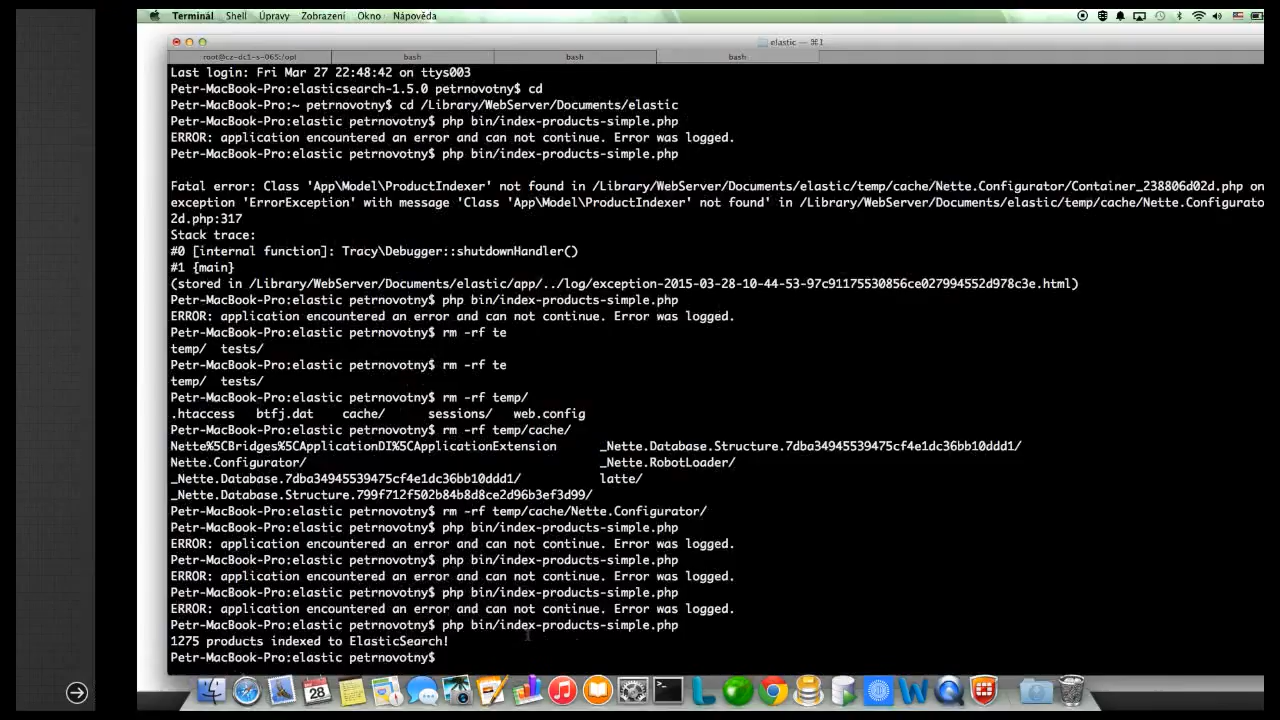 Terminál Shell Úpravy Zobrazení Okno Nápověda
elastic — ⌘1
root@cz-dc1-s-065:/opt bash bash bash
Last login: Fri Mar 27 22:48:42 on ttys003
Petr-MacBook-Pro:elasticsearch-1.5.0 petrnovotny$ cd
Petr-MacBook-Pro:~ petrnovotny$ cd /Library/WebServer/Documents/elastic
Petr-MacBook-Pro:elastic petrnovotny$ php bin/index-products-simple.php
ERROR: application encountered an error and can not continue. Error was logged.
Petr-MacBook-Pro:elastic petrnovotny$ php bin/index-products-simple.php
Fatal error: Class 'App\Model\ProductIndexer' not found in /Library/WebServer/Documents/elastic/temp/cache/Nette.Configurator/Container_238806d02d.php on
exception 'ErrorException' with message 'Class 'App\Model\ProductIndexer' not found' in /Library/WebServer/Documents/elastic/temp/cache/Nette.Configurato
2d.php:317
Stack trace:
#0 [internal function]: Tracy\Debugger::shutdownHandler()
#1 {main}
(stored in /Library/WebServer/Documents/elastic/app/../log/exception-2015-03-28-10-44-53-97c91175530856ce027994552d978c3e.html)
Petr-MacBook-Pro:elastic petrnovotny$ php bin/index-products-simple.php
ERROR: application encountered an error and can not continue. Error was logged.
Petr-MacBook-Pro:elastic petrnovotny$ rm -rf te
temp/ tests/
Petr-MacBook-Pro:elastic petrnovotny$ rm -rf te
temp/ tests/
Petr-MacBook-Pro:elastic petrnovotny$ rm -rf temp/
.htaccess btfj.dat cache/ sessions/ web.config
Petr-MacBook-Pro:elastic petrnovotny$ rm -rf temp/cache/
Nette%5CBridges%5CApplicationDI%5CApplicationExtension _Nette.Database.Structure.7dba34945539475cf4e1dc36bb10ddd1/
Nette.Configurator/ _Nette.RobotLoader/
_Nette.Database.7dba34945539475cf4e1dc36bb10ddd1/ latte/
_Nette.Database.Structure.799f712f502b84b8d8ce2d96b3ef3d99/
Petr-MacBook-Pro:elastic petrnovotny$ rm -rf temp/cache/Nette.Configurator/
Petr-MacBook-Pro:elastic petrnovotny$ php bin/index-products-simple.php
ERROR: application encountered an error and can not continue. Error was logged.
Petr-MacBook-Pro:elastic petrnovotny$ php bin/index-products-simple.php
ERROR: application encountered an error and can not continue. Error was logged.
Petr-MacBook-Pro:elastic petrnovotny$ php bin/index-products-simple.php
ERROR: application encountered an error and can not continue. Error was logged.
Petr-MacBook-Pro:elastic petrnovotny$ php bin/index-products-simple.php
1275 products indexed to ElasticSearch!
Petr-MacBook-Pro:elastic petrnovotny$
28